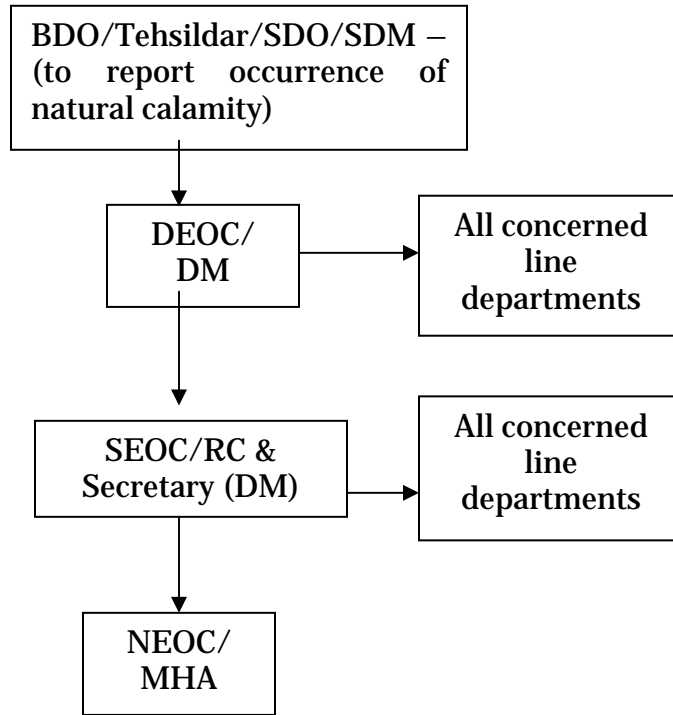 BDO/Tehsildar/SDO/SDM –
(to report occurrence of
natural calamity)
DEOC/
DM
All concerned
line
departments
SEOC/RC &
Secretary (DM)
All concerned
line
departments
NEOC/
MHA